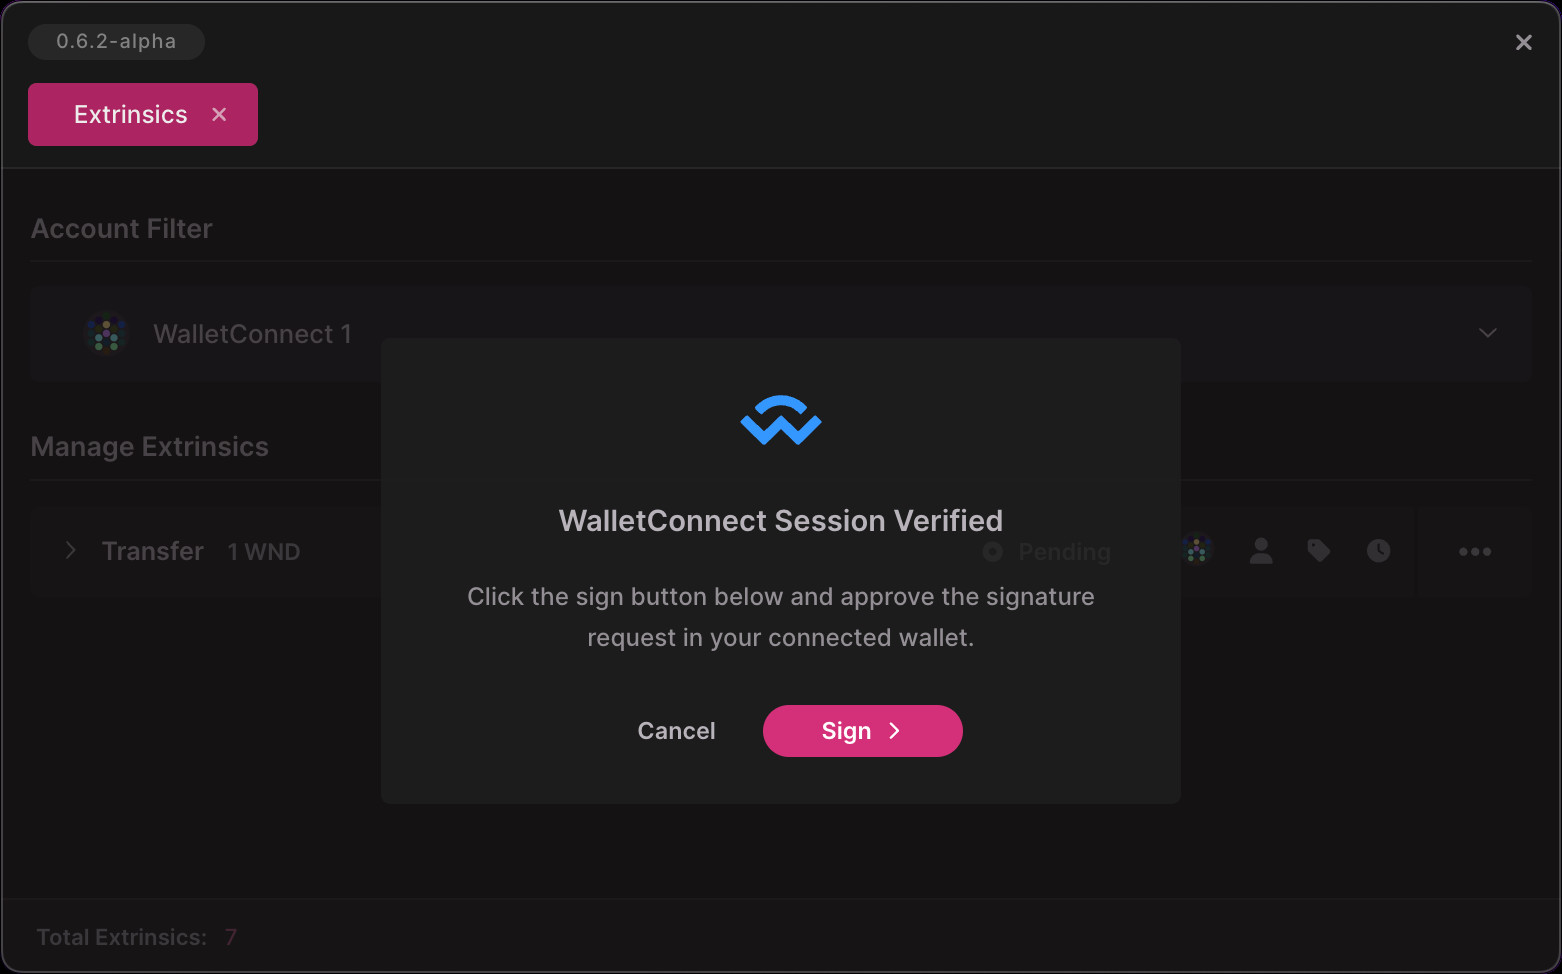 0.6.2-alpha
Extrinsics
Account Filter
WalletConnect 1
Manage Extrinsics
Transfer 1 WND
Pending
WalletConnect Session Verified
Click the sign button below and approve the signature
request in your connected wallet.
Cancel
Sign
Total Extrinsics: 7